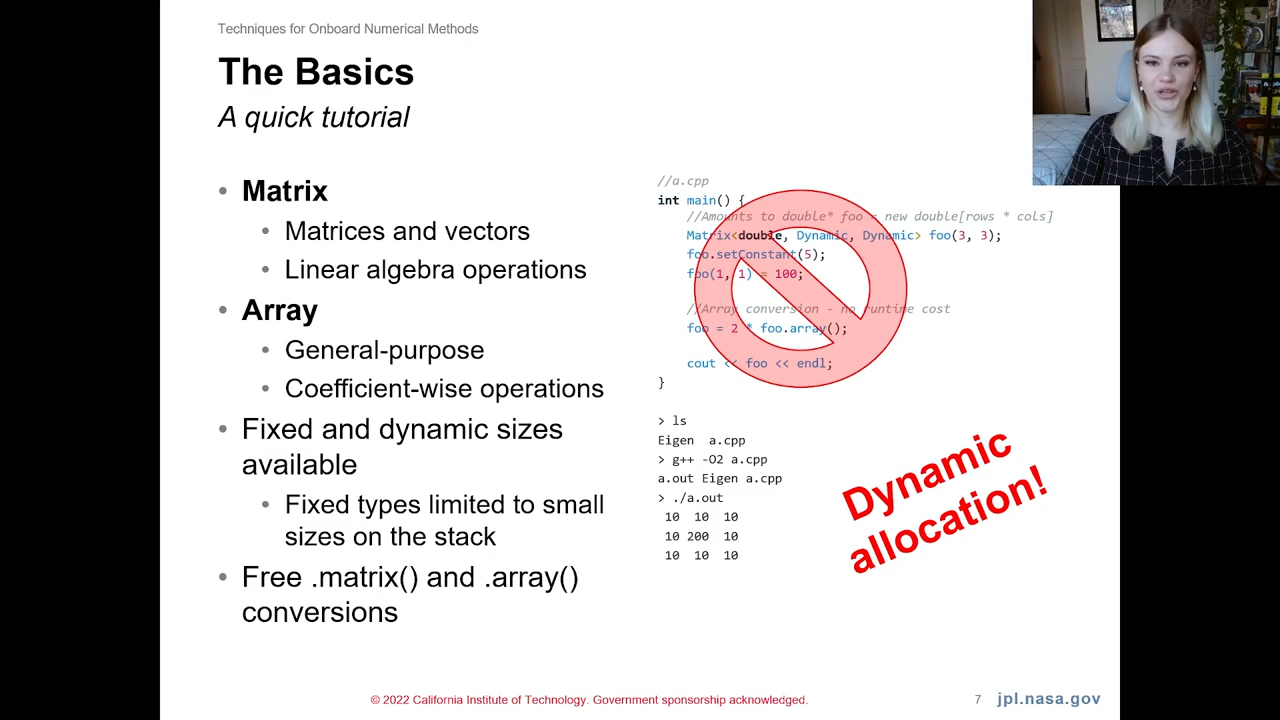 Techniques for Onboard Numerical Methods
The Basics
A quick tutorial
• Matrix
• Matrices and vectors
• Linear algebra operations
• Array
• General-purpose
• Coefficient-wise operations
• Fixed and dynamic sizes
available
• Fixed types limited to small
sizes on the stack
• Free .matrix() and .array()
conversions
//a.cpp
int main() {
//Amounts to double* foo = new double[rows * cols]
Matrix<double, Dynamic, Dynamic> foo(3, 3);
foo.setConstant(5);
foo(1, 1) = 100;
//Array conversion - no runtime cost
foo = 2 * foo.array();
cout << foo << endl;
}
> ls
Eigen  a.cpp
> g++ -O2 a.cpp
a.out Eigen a.cpp
> ./a.out
10  10  10
10 200  10
10  10  10
Dynamic
allocation!
© 2022 California Institute of Technology. Government sponsorship acknowledged.
7
jpl.nasa.gov